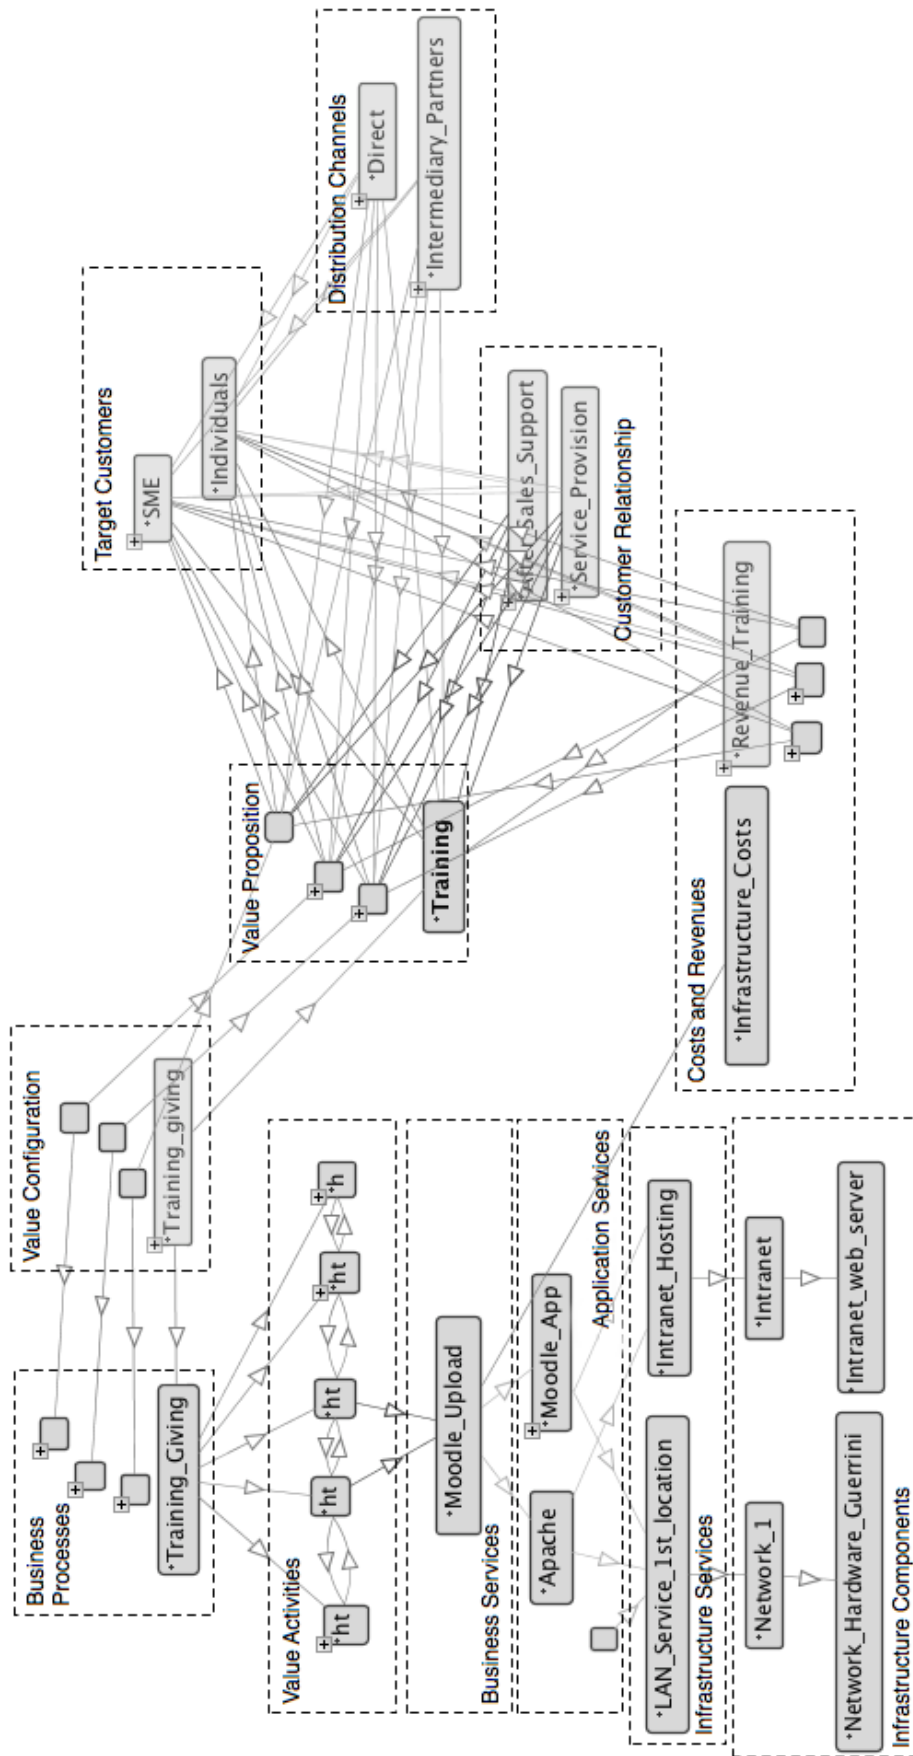 Business
Processes
*Training_Giving
Value Configuration
*Training_giving
Target Customers
*SME
*Individuals
Distribution Channels
*Direct
*Intermediary_Partners
Value Proposition
*Training
Customer Relationship
*After_Sales_Support
*Service_Provision
Value Activities
*ht
*ht
*ht
*ht
*h
Business Services
*Moodle_Upload
Application Services
*Apache
*Moodle_App
Costs and Revenues
*Infrastructure_Costs
*Revenue_Training
Infrastructure Services
*LAN_Service_1st_location
*Intranet_Hosting
Infrastructure Components
*Network_1
*Intranet
*Network_Hardware_Guerrini
*Intranet_web_server